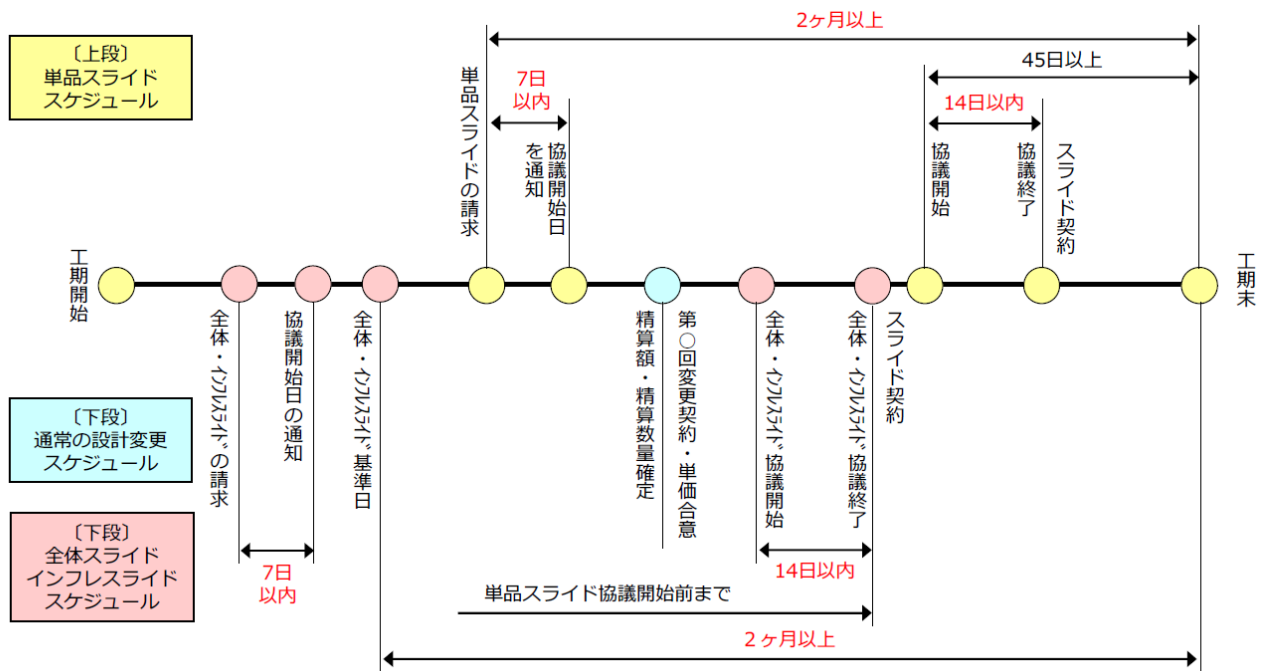 2ヶ月以上
〔上段〕
単品スライド
スケジュール
45日以上
7日
以内
14日以内
単品スライドの請求
協議開始日
を通知
協議開始
協議終了
スライド契約
工期開始
工期末
全体・インフレスライドの請求
協議開始日の通知
全体・インフレスライド基準日
第〇回変更契約・単価合意
精算額・精算数量確定
全体・インフレスライド協議開始
スライド契約
全体・インフレスライド協議終了
〔下段〕
通常の設計変更
スケジュール
〔下段〕
全体スライド
インフレスライド
スケジュール
7日
以内
14日以内
単品スライド協議開始前まで
２ヶ月以上